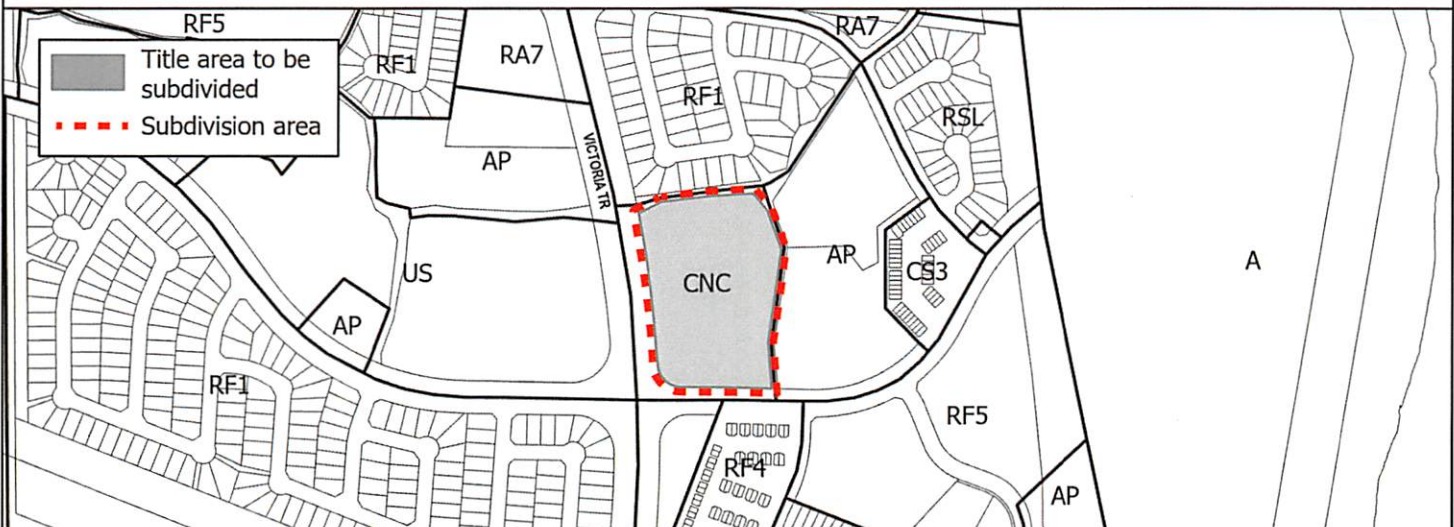 RF5
RA7
Title area to be
subdivided
Subdivision area
RF1
RA7
RF1
RSL
VICTORIA TR
AP
US
CNC
AP
CS3
A
AP
RF1
RF5
RF4
AP